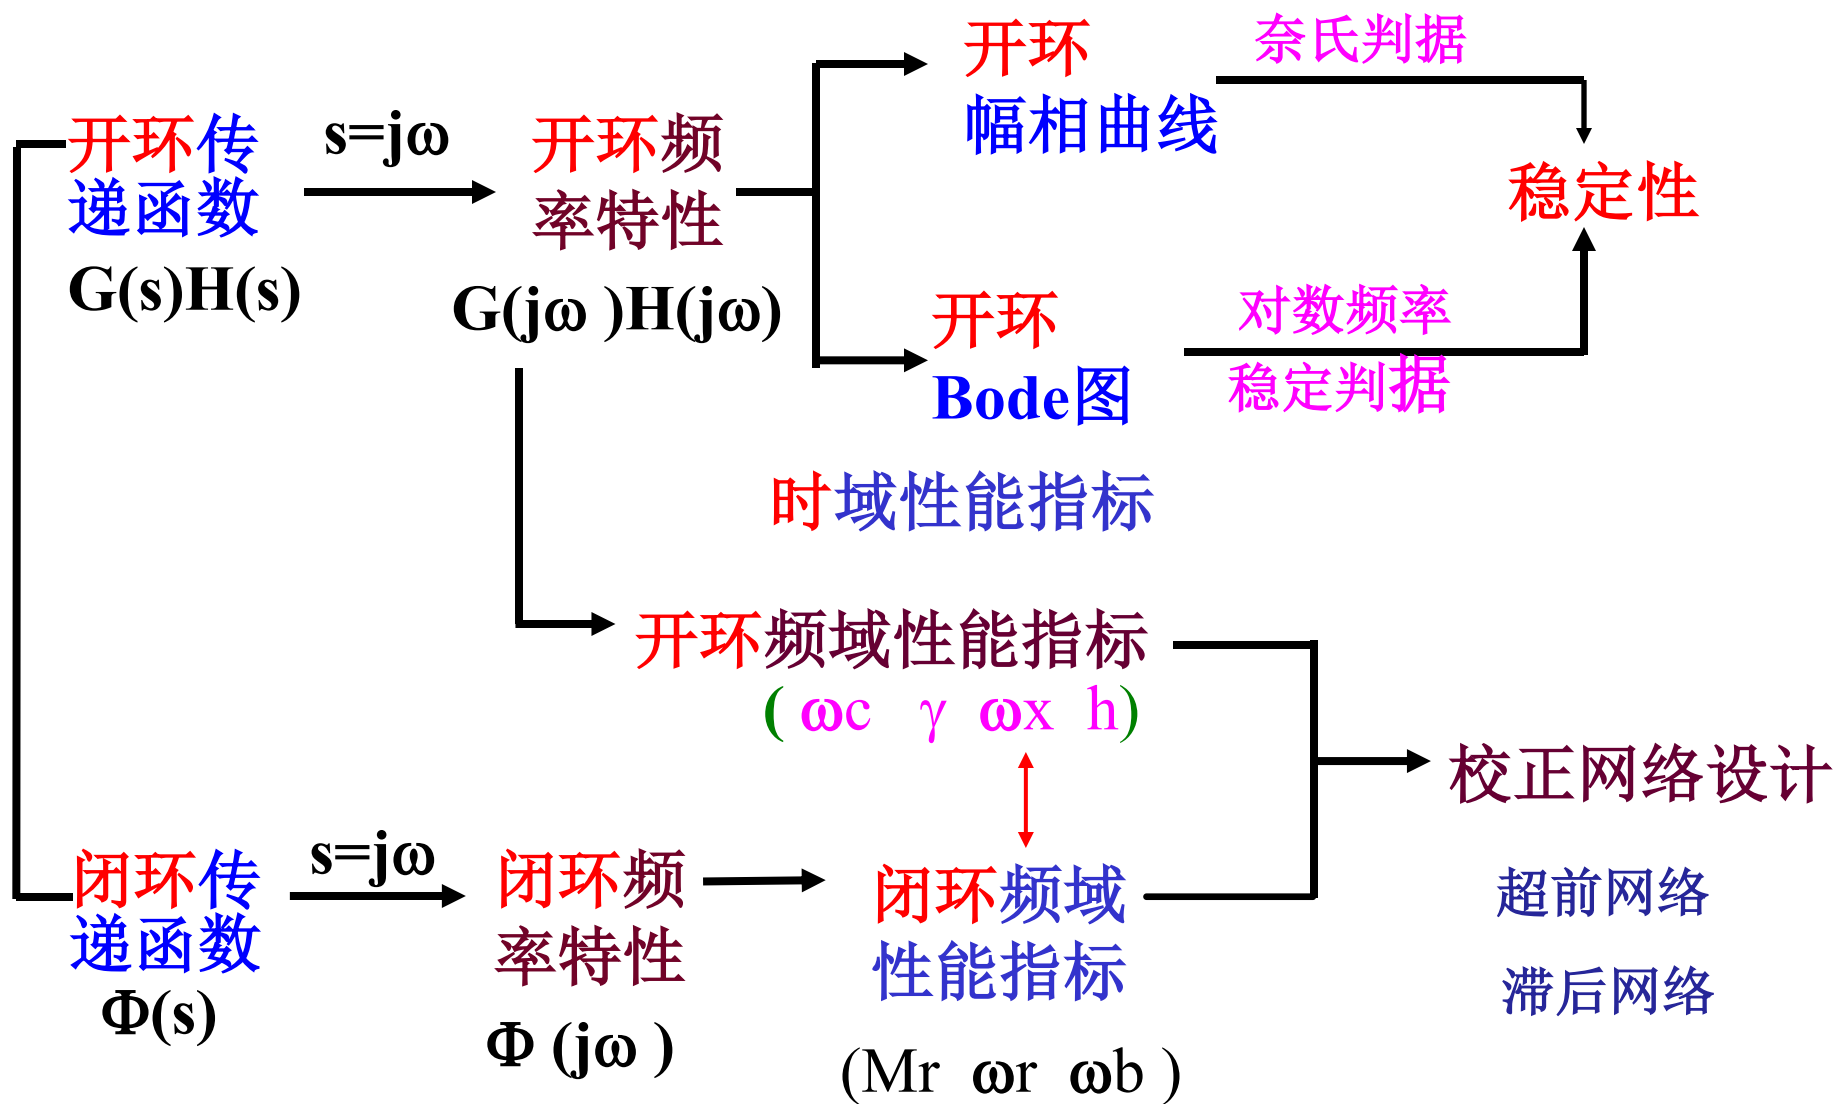 开环传
递函数
G(s)H(s)
s=jω
开环频
率特性
G(jω )H(jω)
开环
幅相曲线
奈氏判据
稳定性
开环
Bode图
对数频率
稳定判据
时域性能指标
开环频域性能指标
( ωc γ ωx h)
校正网络设计
超前网络
滞后网络
闭环传
递函数
Φ(s)
s=jω
闭环频
率特性
Φ (jω )
闭环频域
性能指标
(Mr ωr ωb )